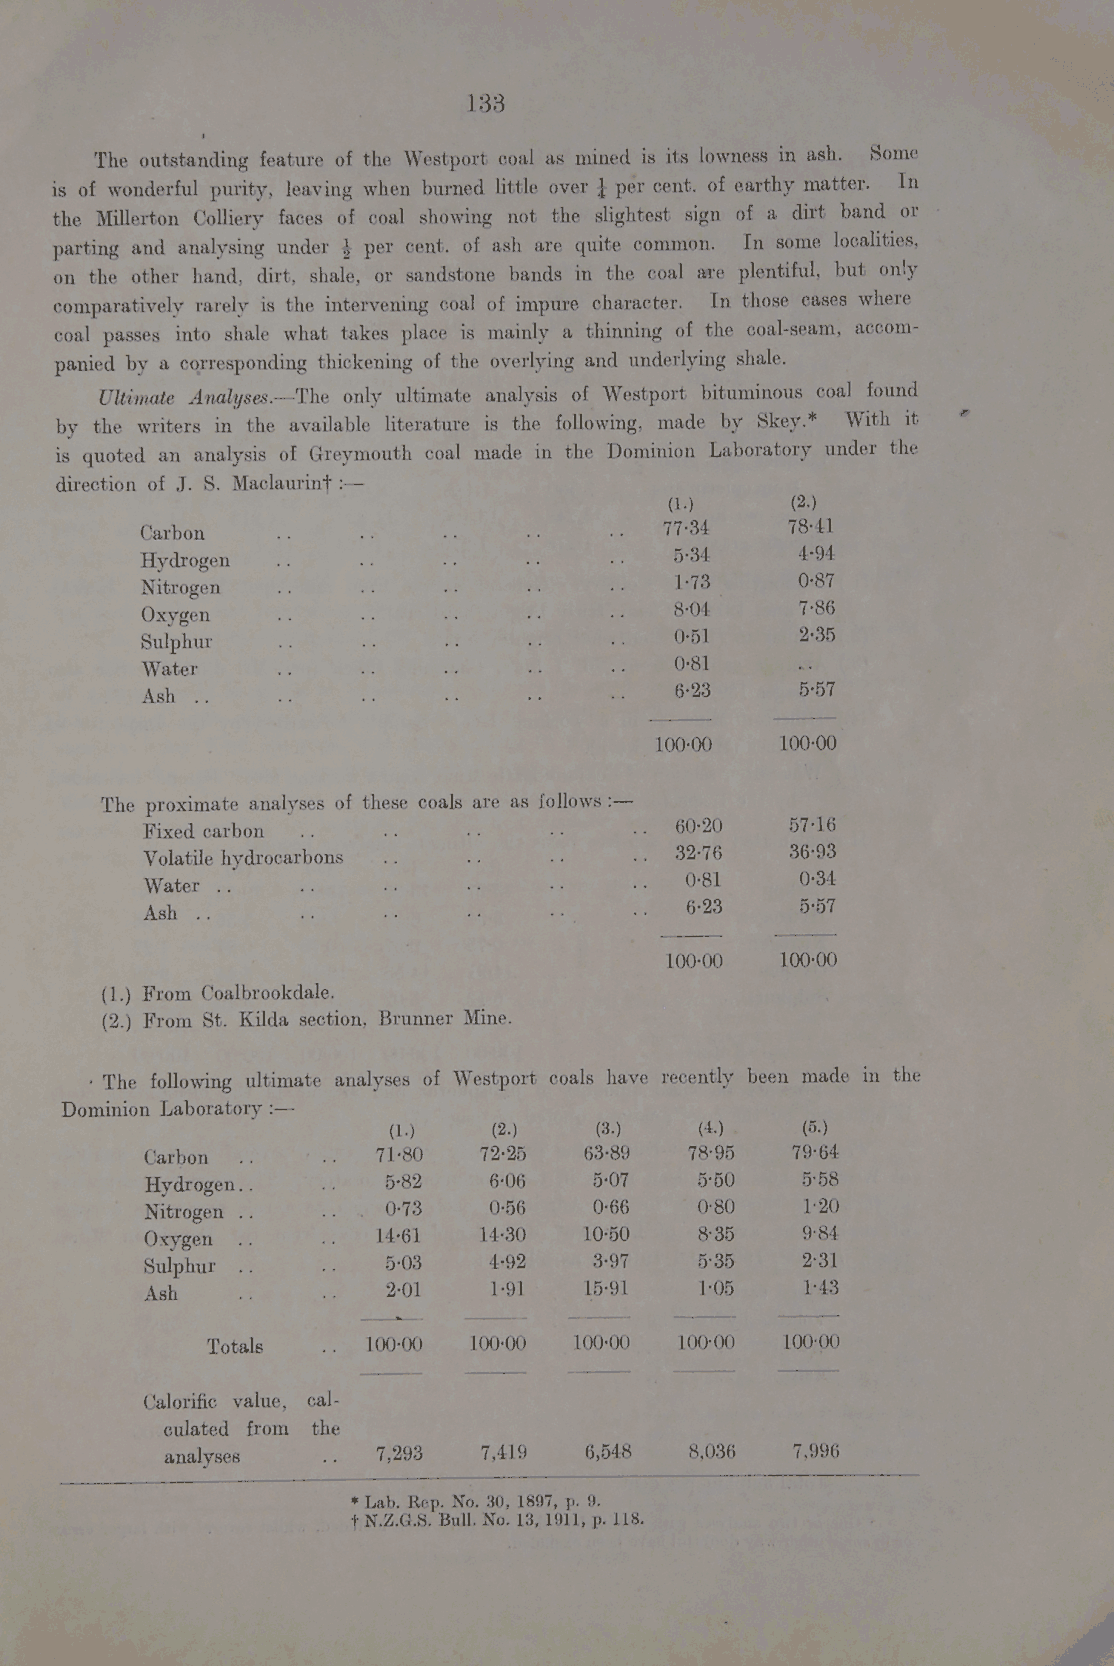 133
The outstanding feature of the Westport coal as mined is its lowness in ash. Some
is of wonderful purity, leaving when burned little over ¼ per cent. of earthy matter. In
the Millerton Colliery faces of coal showing not the slightest sign of a dirt band or
parting and analysing under ½ per cent. of ash are quite common. In some localities,
on the other hand, dirt, shale, or sandstone bands in the coal are plentiful, but only
comparatively rarely is the intervening coal of impure character. In those cases where
coal passes into shale what takes place is mainly a thinning of the coal-seam, accom-
panied by a corresponding thickening of the overlying and underlying shale.
Ultimate Analyses.—The only ultimate analysis of Westport bituminous coal found
by the writers in the available literature is the following, made by Skey.* With it
is quoted an analysis of Greymouth coal made in the Dominion Laboratory under the
direction of J. S. Maclaurin† :—
(1.) (2.)
Carbon .. .. .. .. .. 77·34 78·41
Hydrogen .. .. .. .. .. 5·34 4·94
Nitrogen .. .. .. .. .. 1·73 0·87
Oxygen .. .. .. .. .. 8·04 7·86
Sulphur .. .. .. .. .. 0·51 2·35
Water .. .. .. .. .. 0·81 ..
Ash .. .. .. .. .. .. 6·23 5·57
100·00 100·00
The proximate analyses of these coals are as follows :—
Fixed carbon .. .. .. .. .. 60·20 57·16
Volatile hydrocarbons .. .. .. .. 32·76 36·93
Water .. .. .. .. .. .. 0·81 0·34
Ash .. .. .. .. .. .. 6·23 5·57
100·00 100·00
(1.) From Coalbrookdale.
(2.) From St. Kilda section, Brunner Mine.
The following ultimate analyses of Westport coals have recently been made in the
Dominion Laboratory :—
(1.) (2.) (3.) (4.) (5.)
Carbon .. .. 71·80 72·25 63·89 78·95 79·64
Hydrogen.. .. 5·82 6·06 5·07 5·50 5·58
Nitrogen .. .. 0·73 0·56 0·66 0·80 1·20
Oxygen .. .. 14·61 14·30 10·50 8·35 9·84
Sulphur .. .. 5·03 4·92 3·97 5·35 2·31
Ash .. .. 2·01 1·91 15·91 1·05 1·43
Totals .. 100·00 100·00 100·00 100·00 100·00
Calorific value, cal-
culated from the
analyses .. 7,293 7,419 6,548 8,036 7,996
* Lab. Rep. No. 30, 1897, p. 9.
† N.Z.G.S. Bull. No. 13, 1911, p. 118.